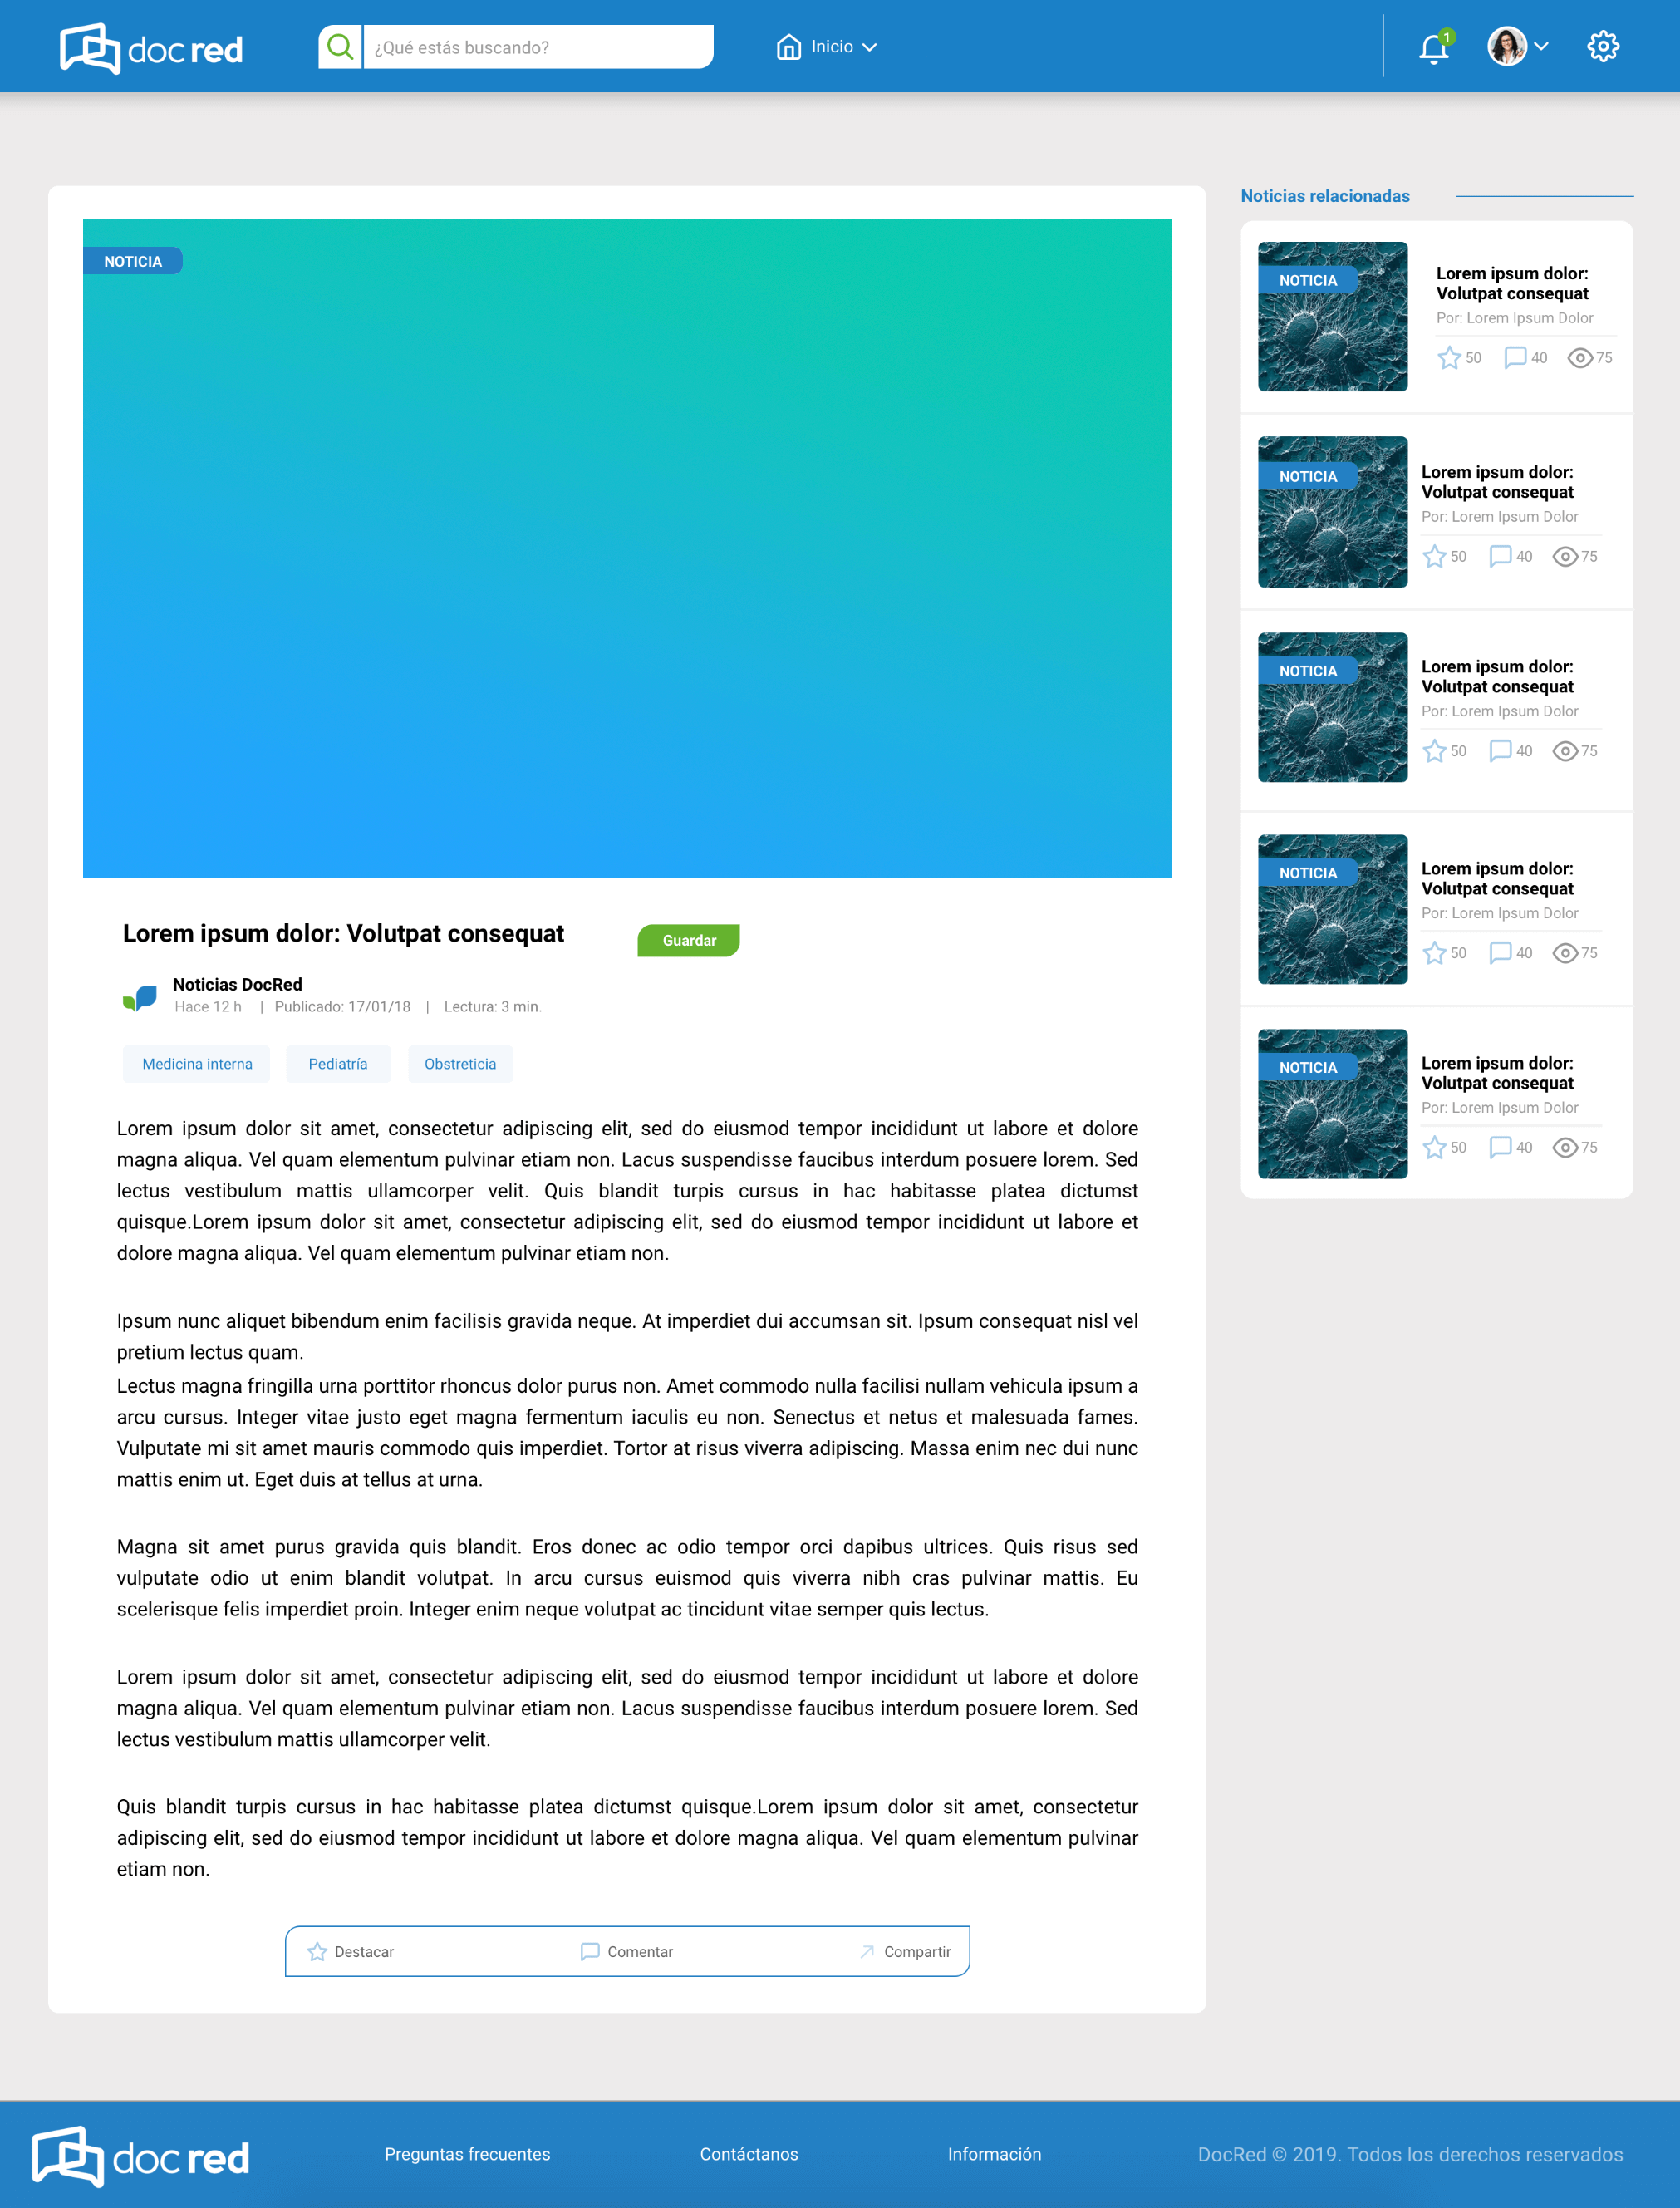 doc red
¿Qué estás buscando?
Inicio
1
NOTICIA
Lorem ipsum dolor: Volutpat consequat
Guardar
Noticias DocRed
Hace 12 h | Publicado: 17/01/18 | Lectura: 3 min.
Medicina interna Pediatría Obstreticia
Lorem ipsum dolor sit amet, consectetur adipiscing elit, sed do eiusmod tempor incididunt ut labore et dolore
magna aliqua. Vel quam elementum pulvinar etiam non. Lacus suspendisse faucibus interdum posuere lorem. Sed
lectus vestibulum mattis ullamcorper velit. Quis blandit turpis cursus in hac habitasse platea dictumst
quisque.Lorem ipsum dolor sit amet, consectetur adipiscing elit, sed do eiusmod tempor incididunt ut labore et
dolore magna aliqua. Vel quam elementum pulvinar etiam non.
Ipsum nunc aliquet bibendum enim facilisis gravida neque. At imperdiet dui accumsan sit. Ipsum consequat nisl vel
pretium lectus quam.
Lectus magna fringilla urna porttitor rhoncus dolor purus non. Amet commodo nulla facilisi nullam vehicula ipsum a
arcu cursus. Integer vitae justo eget magna fermentum iaculis eu non. Senectus et netus et malesuada fames.
Vulputate mi sit amet mauris commodo quis imperdiet. Tortor at risus viverra adipiscing. Massa enim nec dui nunc
mattis enim ut. Eget duis at tellus at urna.
Magna sit amet purus gravida quis blandit. Eros donec ac odio tempor orci dapibus ultrices. Quis risus sed
vulputate odio ut enim blandit volutpat. In arcu cursus euismod quis viverra nibh cras pulvinar mattis. Eu
scelerisque felis imperdiet proin. Integer enim neque volutpat ac tincidunt vitae semper quis lectus.
Lorem ipsum dolor sit amet, consectetur adipiscing elit, sed do eiusmod tempor incididunt ut labore et dolore
magna aliqua. Vel quam elementum pulvinar etiam non. Lacus suspendisse faucibus interdum posuere lorem. Sed
lectus vestibulum mattis ullamcorper velit.
Quis blandit turpis cursus in hac habitasse platea dictumst quisque.Lorem ipsum dolor sit amet, consectetur
adipiscing elit, sed do eiusmod tempor incididunt ut labore et dolore magna aliqua. Vel quam elementum pulvinar
etiam non.
Destacar Comentar Compartir
Noticias relacionadas
NOTICIA
Lorem ipsum dolor:
Volutpat consequat
Por: Lorem Ipsum Dolor
50 40 75
NOTICIA
Lorem ipsum dolor:
Volutpat consequat
Por: Lorem Ipsum Dolor
50 40 75
NOTICIA
Lorem ipsum dolor:
Volutpat consequat
Por: Lorem Ipsum Dolor
50 40 75
NOTICIA
Lorem ipsum dolor:
Volutpat consequat
Por: Lorem Ipsum Dolor
50 40 75
NOTICIA
Lorem ipsum dolor:
Volutpat consequat
Por: Lorem Ipsum Dolor
50 40 75
doc red
Preguntas frecuentes Contáctanos Información DocRed © 2019. Todos los derechos reservados